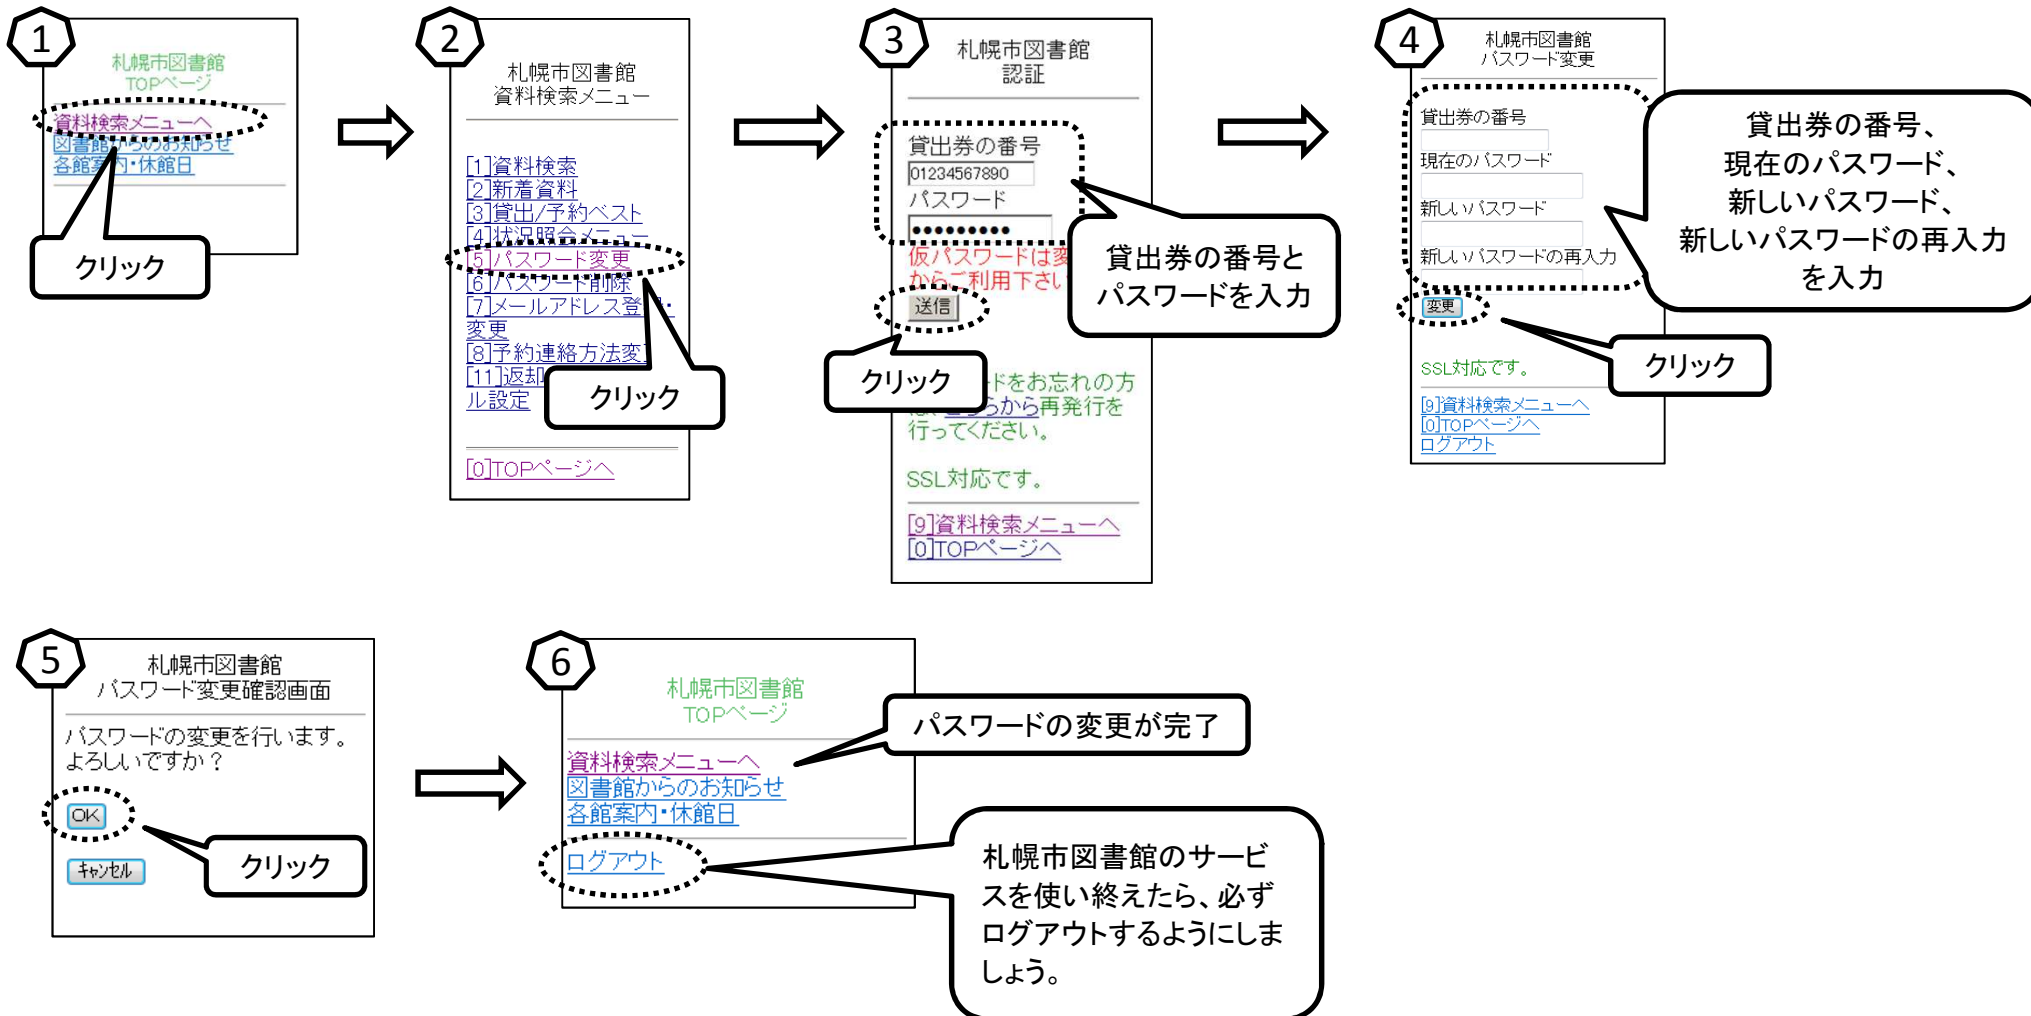 1
札幌市図書館
TOPページ
資料検索メニューへ
図書館からのお知らせ
各館案内・休館日
クリック
2
札幌市図書館
資料検索メニュー
[1]資料検索
[2]新着資料
[3]貸出/予約ベスト
[4]状況照会メニュー
[5]パスワード変更
[6]パスワード削除
[7]メールアドレス登
変更
[8]予約連絡方法変
[11]返却
ル設定
[0]TOPページへ
クリック
3
札幌市図書館
認証
貸出券の番号
01234567890
パスワード
●●●●●●●●●
仮パスワードは変
からご利用下さい
送信
ードをお忘れの方
は、こちらから再発行を
行ってください。
SSL対応です。
[9]資料検索メニューへ
[0]TOPページへ
貸出券の番号と
パスワードを入力
クリック
4
札幌市図書館
パスワード変更
貸出券の番号
現在のパスワード
新しいパスワード
新しいパスワードの再入力
変更
SSL対応です。
[9]資料検索メニューへ
[0]TOPページへ
ログアウト
貸出券の番号、
現在のパスワード、
新しいパスワード、
新しいパスワードの再入力
を入力
クリック
5
札幌市図書館
パスワード変更確認画面
パスワードの変更を行います。
よろしいですか？
OK
キャンセル
クリック
6
札幌市図書館
TOPページ
資料検索メニューへ
図書館からのお知らせ
各館案内・休館日
ログアウト
パスワードの変更が完了
札幌市図書館のサービ
スを使い終えたら、必ず
ログアウトするようにしま
しょう。